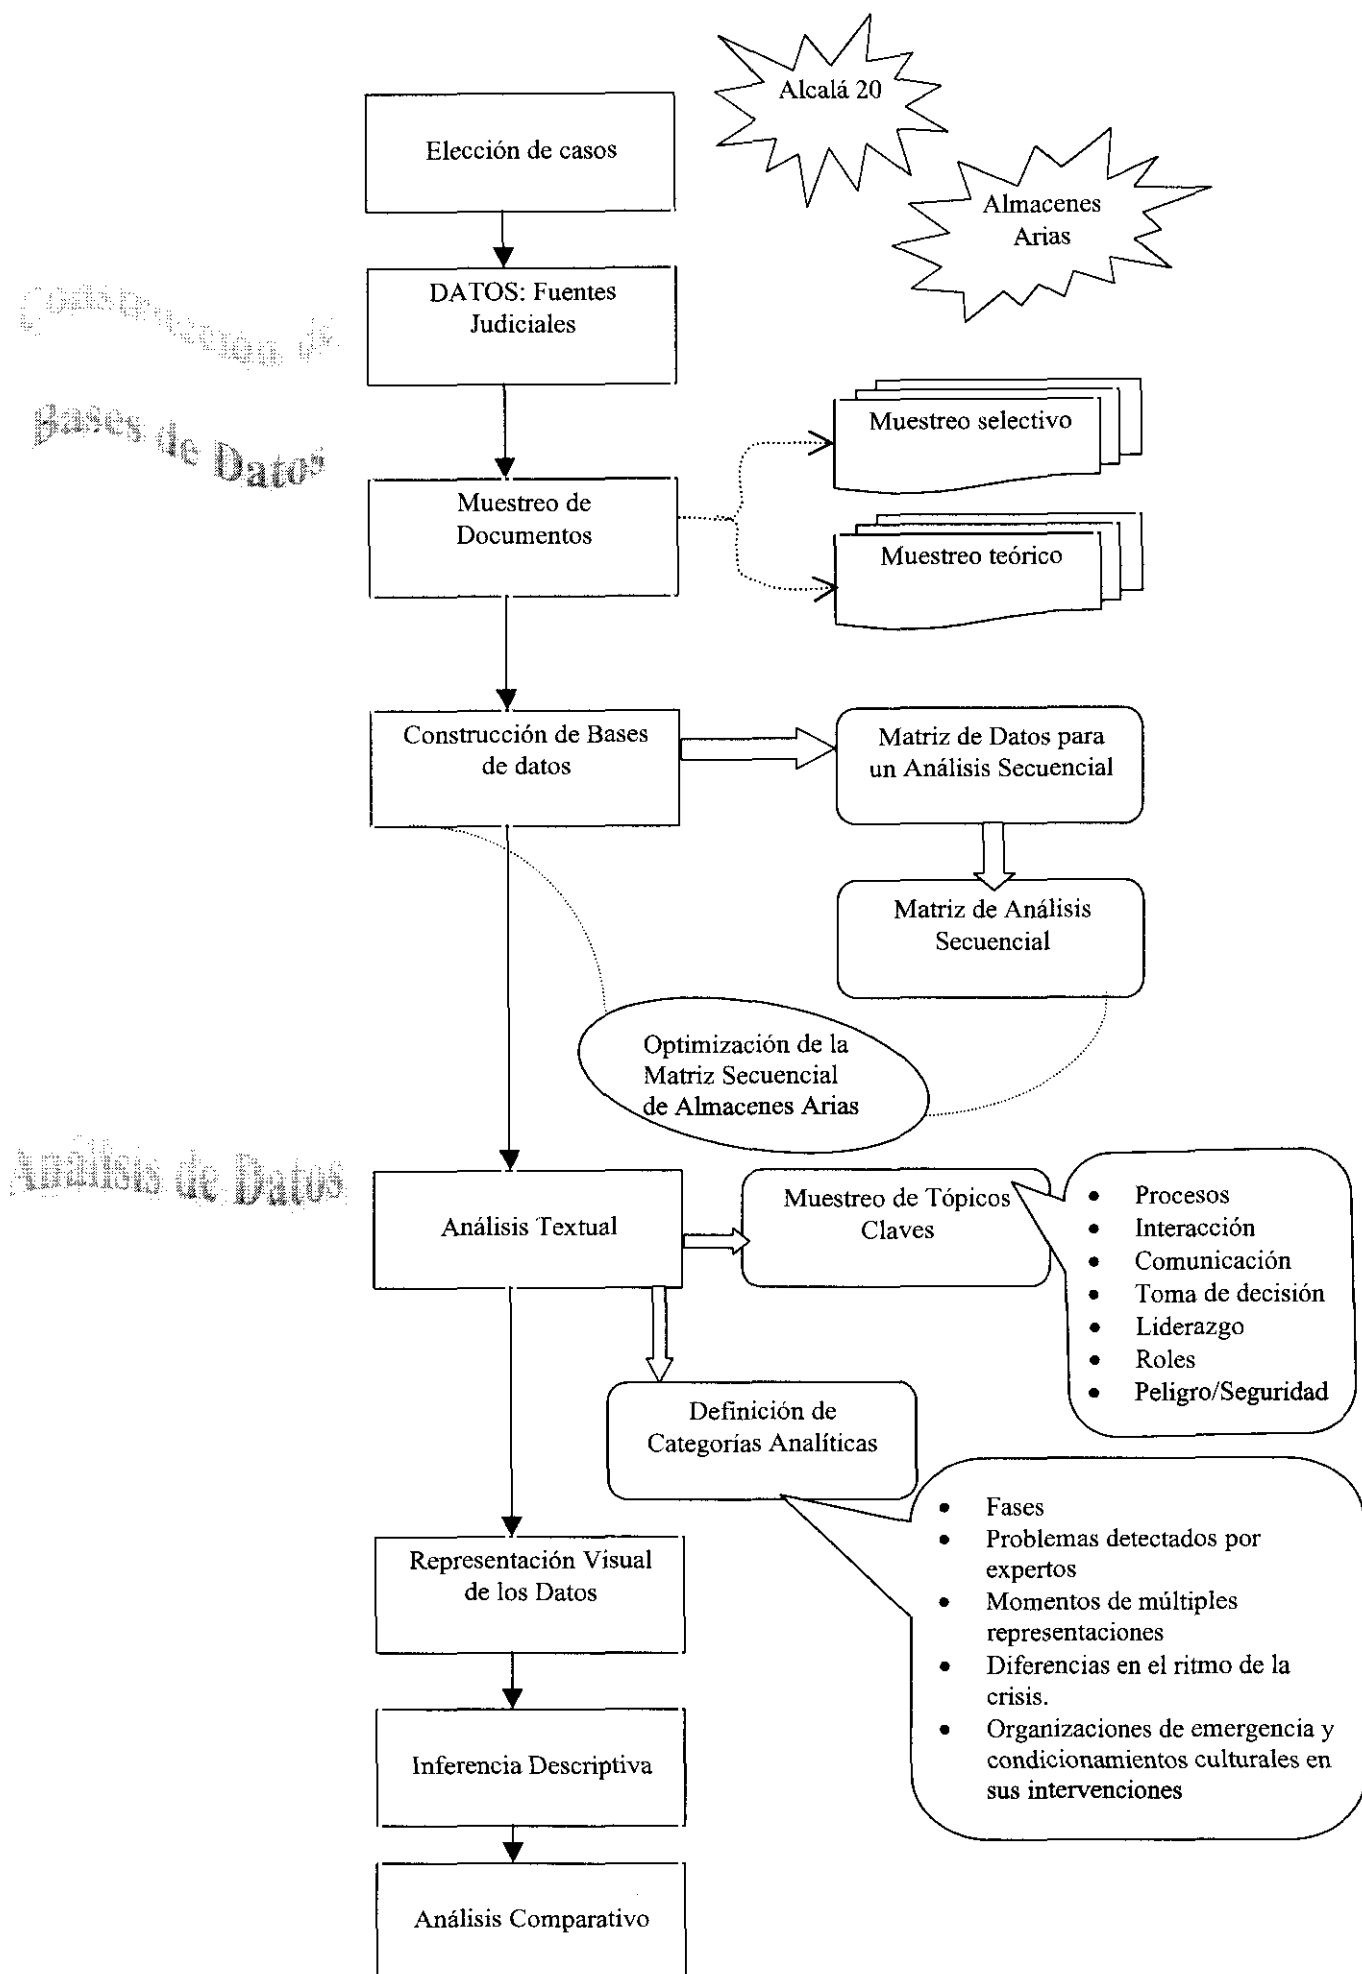 Alcalá 20
Elección de casos
Almacenes
Arias
DATOS: Fuentes
Judiciales
Construcción de
Bases de Datos
Muestreo selectivo
Muestreo de
Documentos
Muestreo teórico
Construcción de Bases
de datos
Matriz de Datos para
un Análisis Secuencial
Matriz de Análisis
Secuencial
Optimización de la
Matriz Secuencial
de Almacenes Arias
Análisis de Datos
Análisis Textual
Muestreo de Tópicos
Claves
• Procesos
• Interacción
• Comunicación
• Toma de decisión
• Liderazgo
• Roles
• Peligro/Seguridad
Definición de
Categorías Analíticas
• Fases
• Problemas detectados por
expertos
• Momentos de múltiples
representaciones
• Diferencias en el ritmo de la
crisis.
• Organizaciones de emergencia y
condicionamientos culturales en
sus intervenciones
Representación Visual
de los Datos
Inferencia Descriptiva
Análisis Comparativo